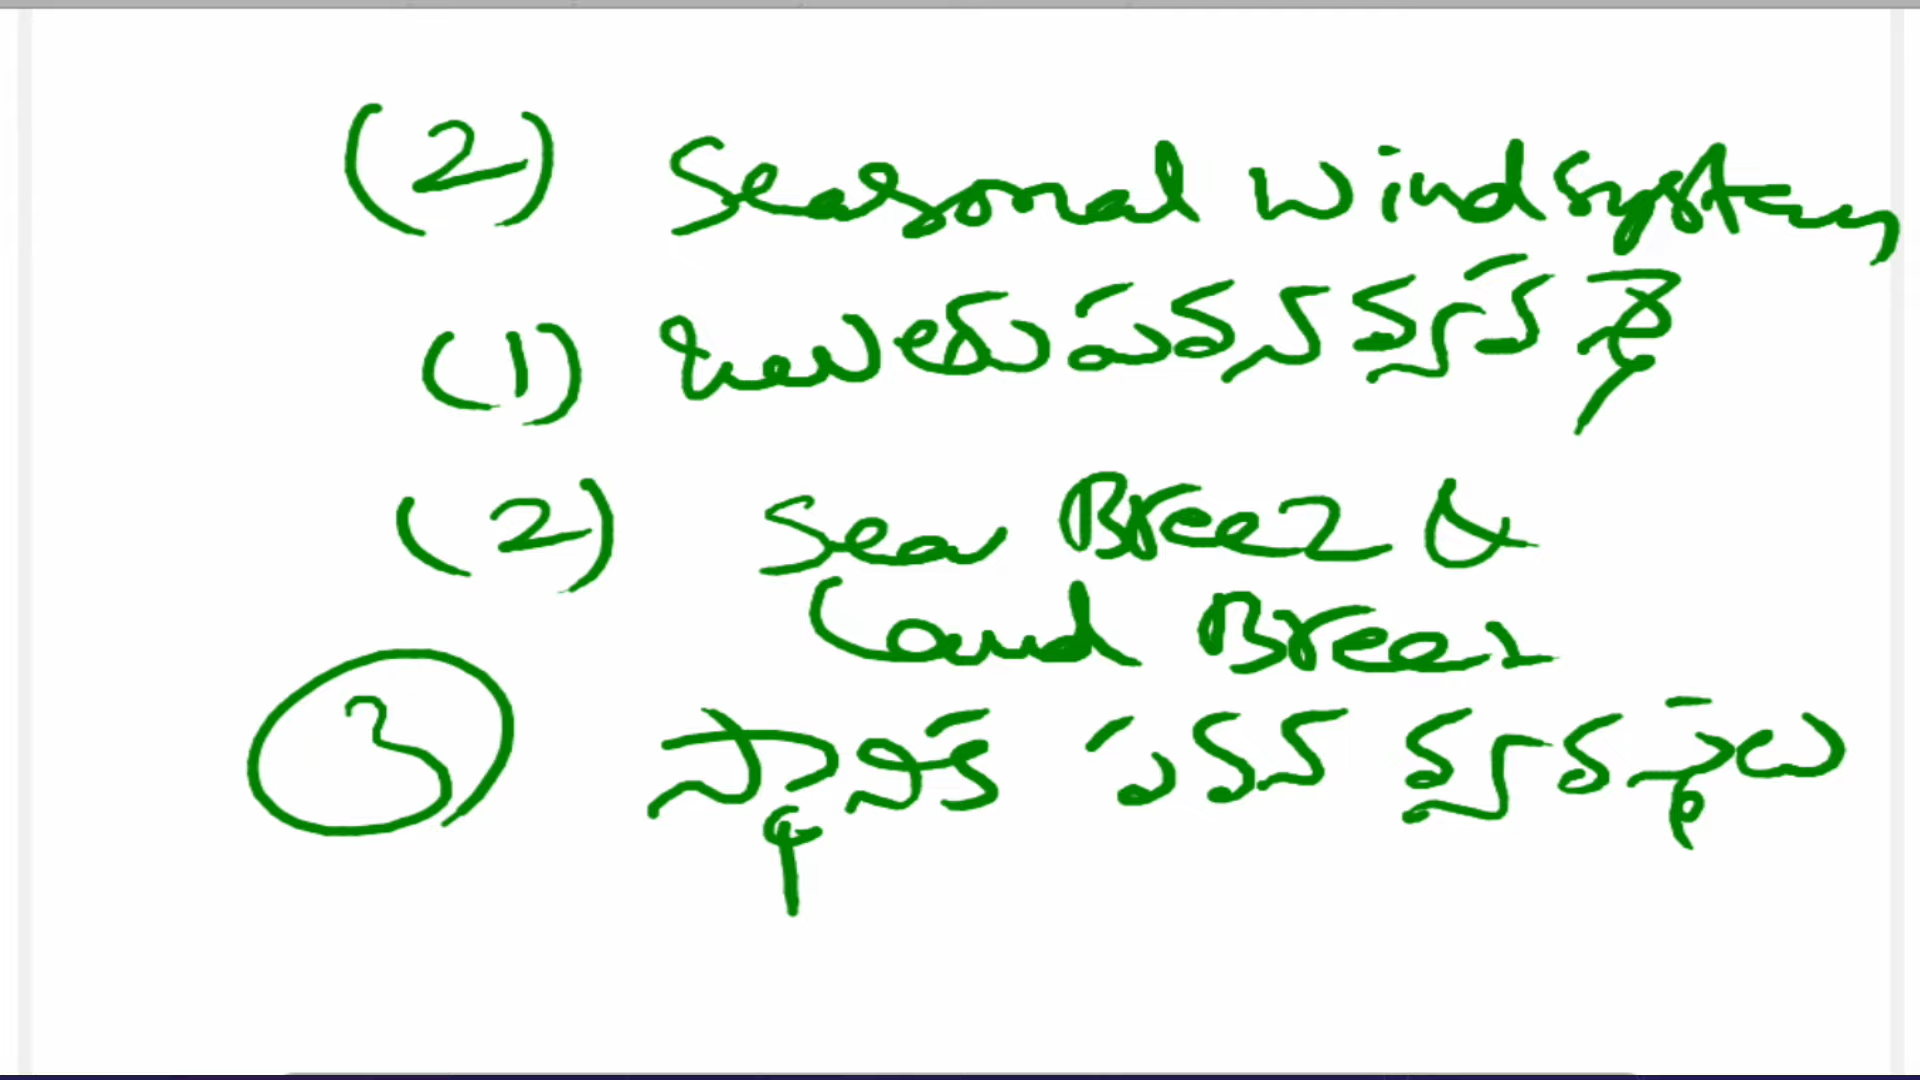 (2) Seasonal Wind System
(1) ఋతు పవన వ్యవస్థ
(2) Sea Breez &
Land Breez
3 స్థానిక పవన వ్యవస్థలు